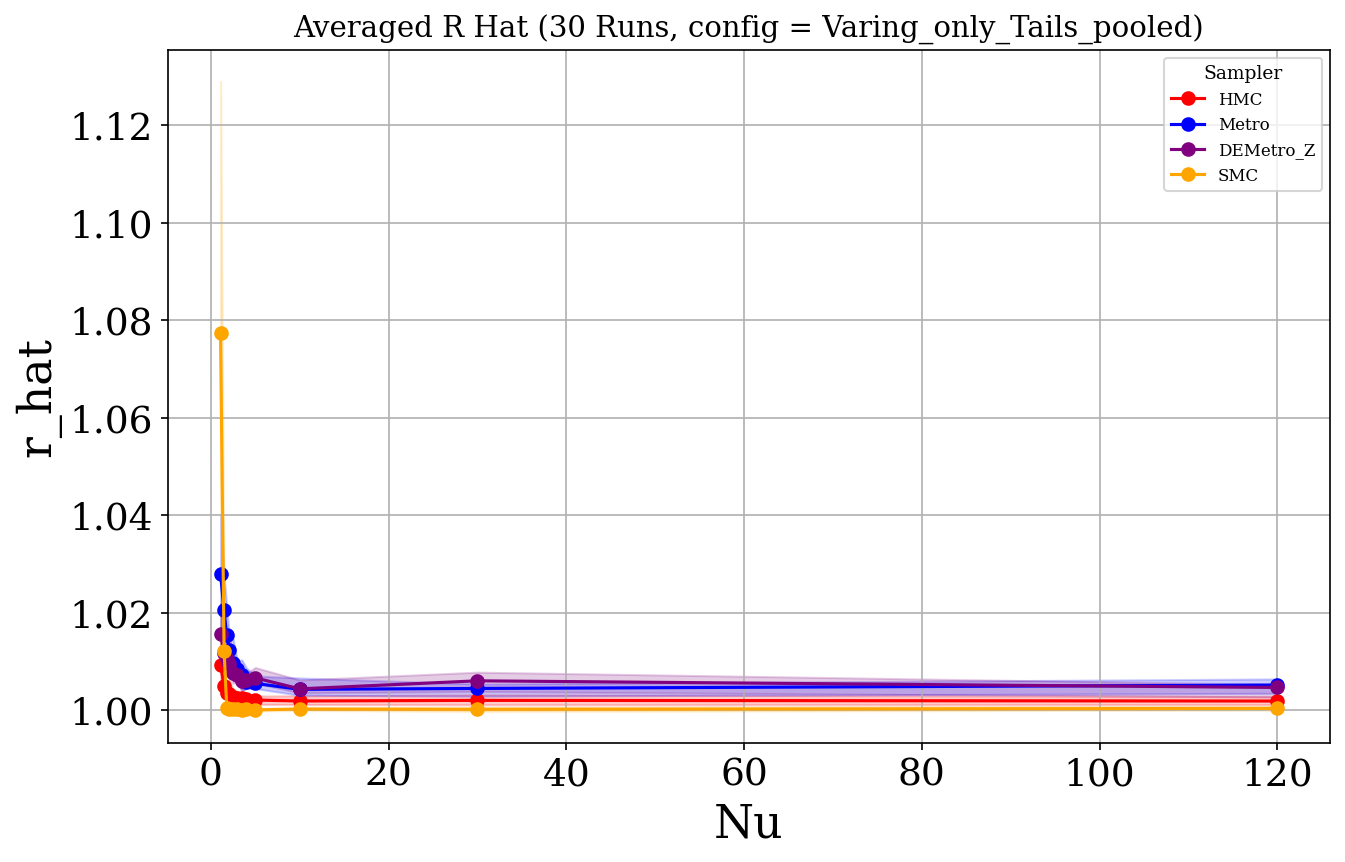 Averaged R Hat (30 Runs, config = Varing_only_Tails_pooled)
Sampler
HMC
Metro
DEMetro_Z
SMC
r_hat
1.12
1.10
1.08
1.06
1.04
1.02
1.00
0 20 40 60 80 100 120
Nu